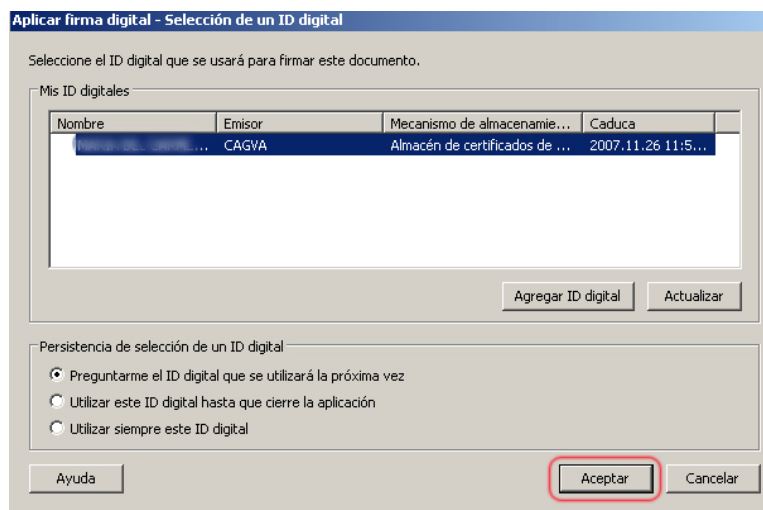 Aplicar firma digital - Selección de un ID digital
Seleccione el ID digital que se usará para firmar este documento.
Mis ID digitales
Nombre Emisor Mecanismo de almacenamie... Caduca
... CAGVA Almacén de certificados de ... 2007.11.26 11:5...
Agregar ID digital Actualizar
Persistencia de selección de un ID digital
Preguntarme el ID digital que se utilizará la próxima vez
Utilizar este ID digital hasta que cierre la aplicación
Utilizar siempre este ID digital
Ayuda Aceptar Cancelar